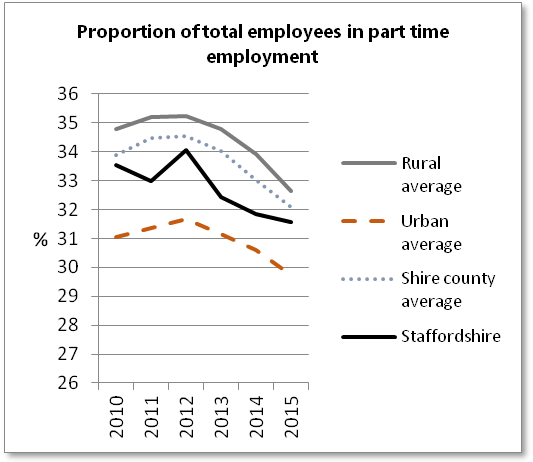 Proportion of total employees in part time
employment
36
35
34
33
32
31
30
29
28
27
26
%
2010
2011
2012
2013
2014
2015
Rural
average
Urban
average
Shire county
average
Staffordshire